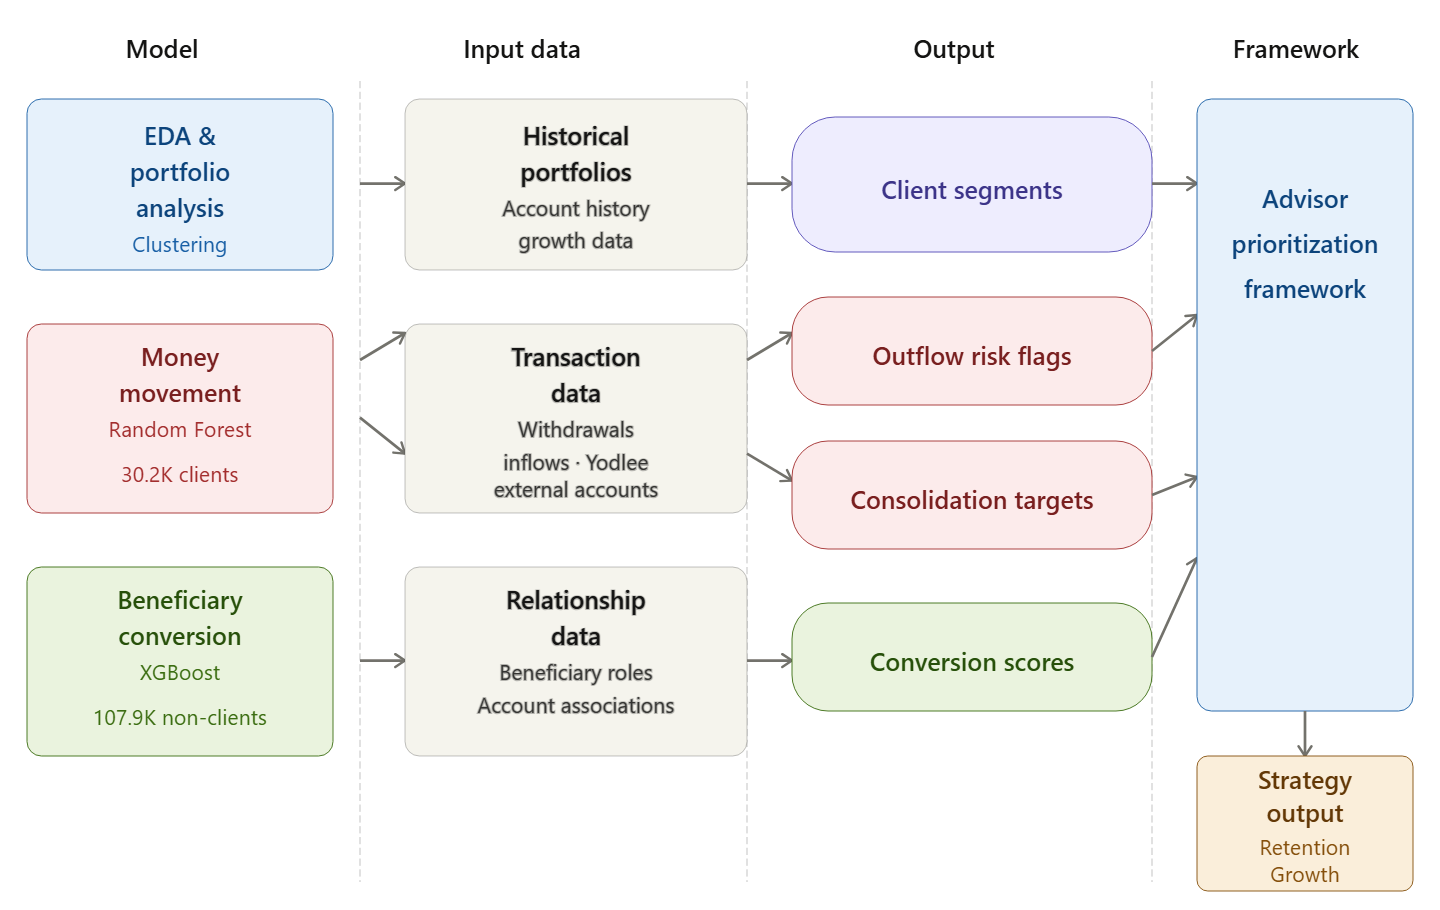 Model
Input data
Output
Framework
EDA &
portfolio
analysis
Clustering
Historical
portfolios
Account history
growth data
Client segments
Advisor
prioritization
framework
Money
movement
Random Forest
30.2K clients
Transaction
data
Withdrawals
inflows · Yodlee
external accounts
Outflow risk flags
Consolidation targets
Beneficiary
conversion
XGBoost
107.9K non-clients
Relationship
data
Beneficiary roles
Account associations
Conversion scores
Strategy
output
Retention
Growth